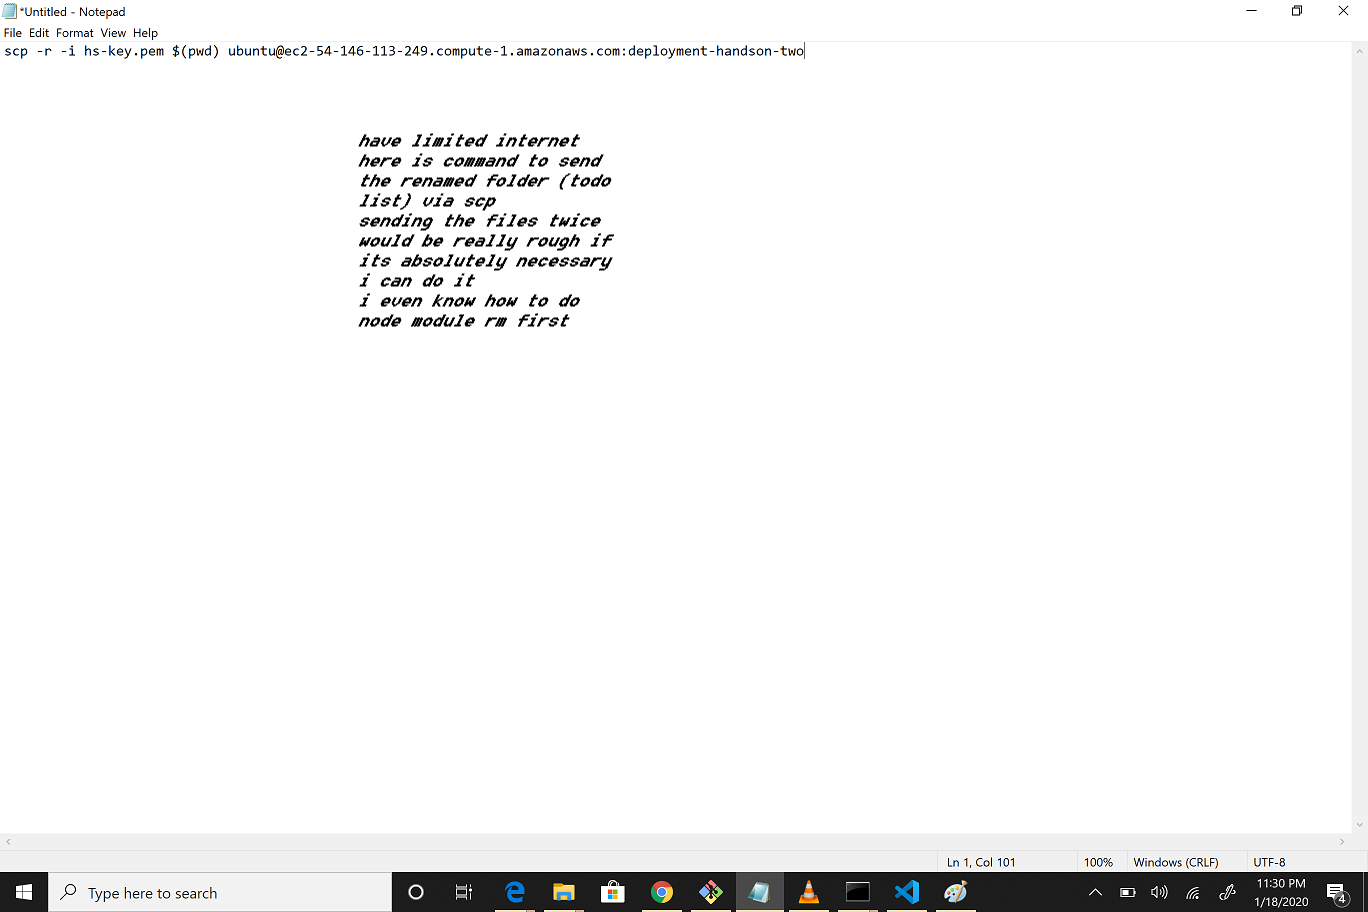 *Untitled - Notepad
File Edit Format View Help
scp -r -i hs-key.pem $(pwd) ubuntu@ec2-54-146-113-249.compute-1.amazonaws.com:deployment-handson-two
have limited internet
here is command to send
the renamed folder (todo
list) via scp
sending the files twice
would be really rough if
its absolutely necessary
i can do it
i even know how to do
node module rm first
Ln 1, Col 101 100% Windows (CRLF) UTF-8
Type here to search
11:30 PM
1/18/2020
4